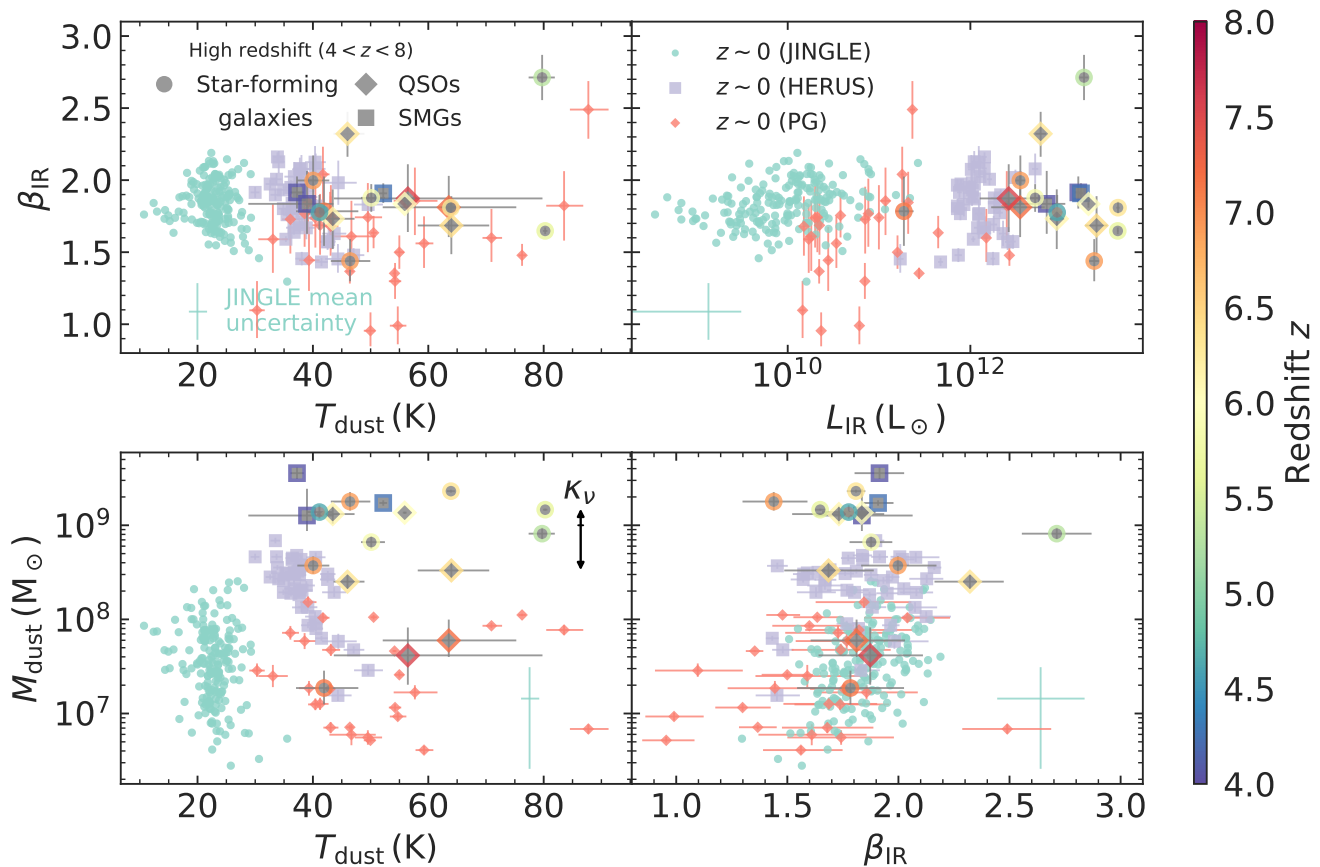 3.0
2.5
2.0
1.5
1.0
β_IR
High redshift (4 < z < 8)
Star-forming
galaxies
QSOs
SMGs
JINGLE mean
uncertainty
20
40
60
80
T_dust (K)
z ~ 0 (JINGLE)
z ~ 0 (HERUS)
z ~ 0 (PG)
10^10
10^12
L_IR (L_⊙)
10^9
10^8
10^7
M_dust (M_⊙)
κ_ν
20
40
60
80
T_dust (K)
1.0
1.5
2.0
2.5
3.0
β_IR
8.0
7.5
7.0
6.5
6.0
5.5
5.0
4.5
4.0
Redshift z